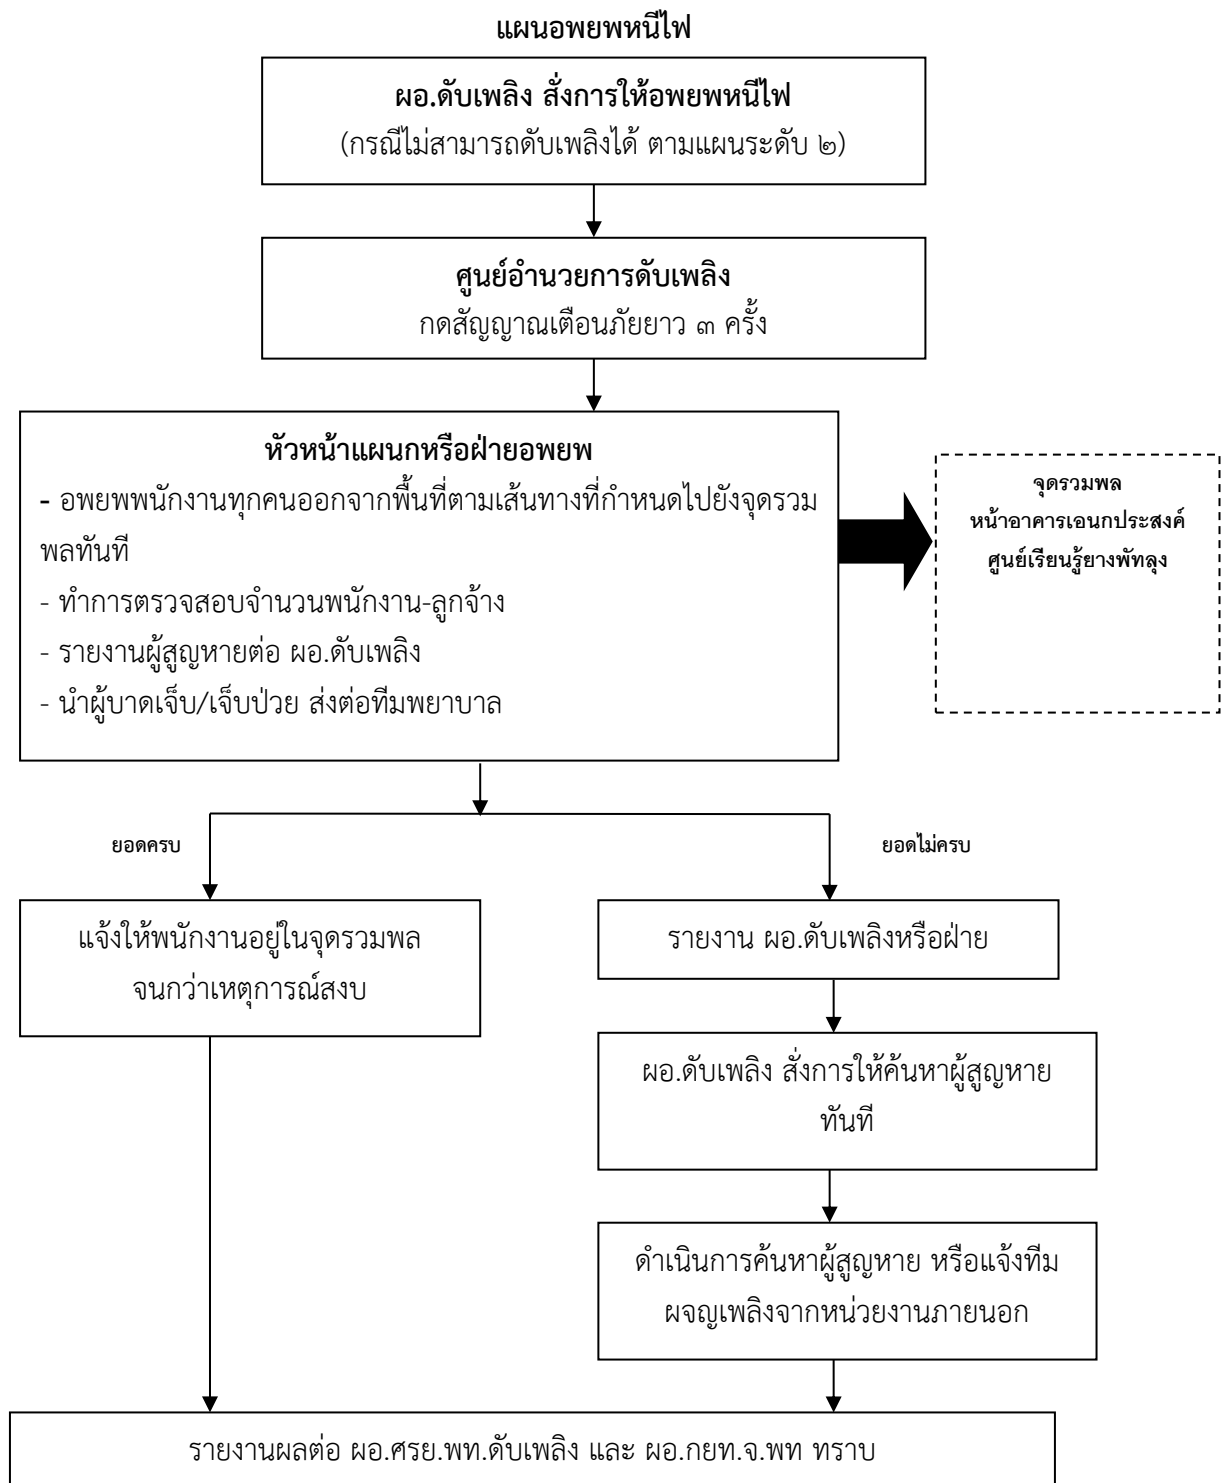 แผนอพยพหนีไฟ
ผอ.ดับเพลิง สั่งการให้อพยพหนีไฟ
(กรณีไม่สามารถดับเพลิงได้ ตามแผนระดับ ๒)
ศูนย์อำนวยการดับเพลิง
กดสัญญาณเตือนภัยยาว ๓ ครั้ง
หัวหน้าแผนกหรือฝ่ายอพยพ
- อพยพพนักงานทุกคนออกจากพื้นที่ตามเส้นทางที่กำหนดไปยังจุดรวม
พลทันที
- ทำการตรวจสอบจำนวนพนักงาน-ลูกจ้าง
- รายงานผู้สูญหายต่อ ผอ.ดับเพลิง
- นำผู้บาดเจ็บ/เจ็บป่วย ส่งต่อทีมพยาบาล
จุดรวมพล
หน้าอาคารเอนกประสงค์
ศูนย์เรียนรู้ยางพัทลุง
ยอดครบ
ยอดไม่ครบ
แจ้งให้พนักงานอยู่ในจุดรวมพล
จนกว่าเหตุการณ์สงบ
รายงาน ผอ.ดับเพลิงหรือฝ่าย
ผอ.ดับเพลิง สั่งการให้ค้นหาผู้สูญหาย
ทันที
ดำเนินการค้นหาผู้สูญหาย หรือแจ้งทีม
ผจญเพลิงจากหน่วยงานภายนอก
รายงานผลต่อ ผอ.ศรย.พท.ดับเพลิง และ ผอ.กยท.จ.พท ทราบ